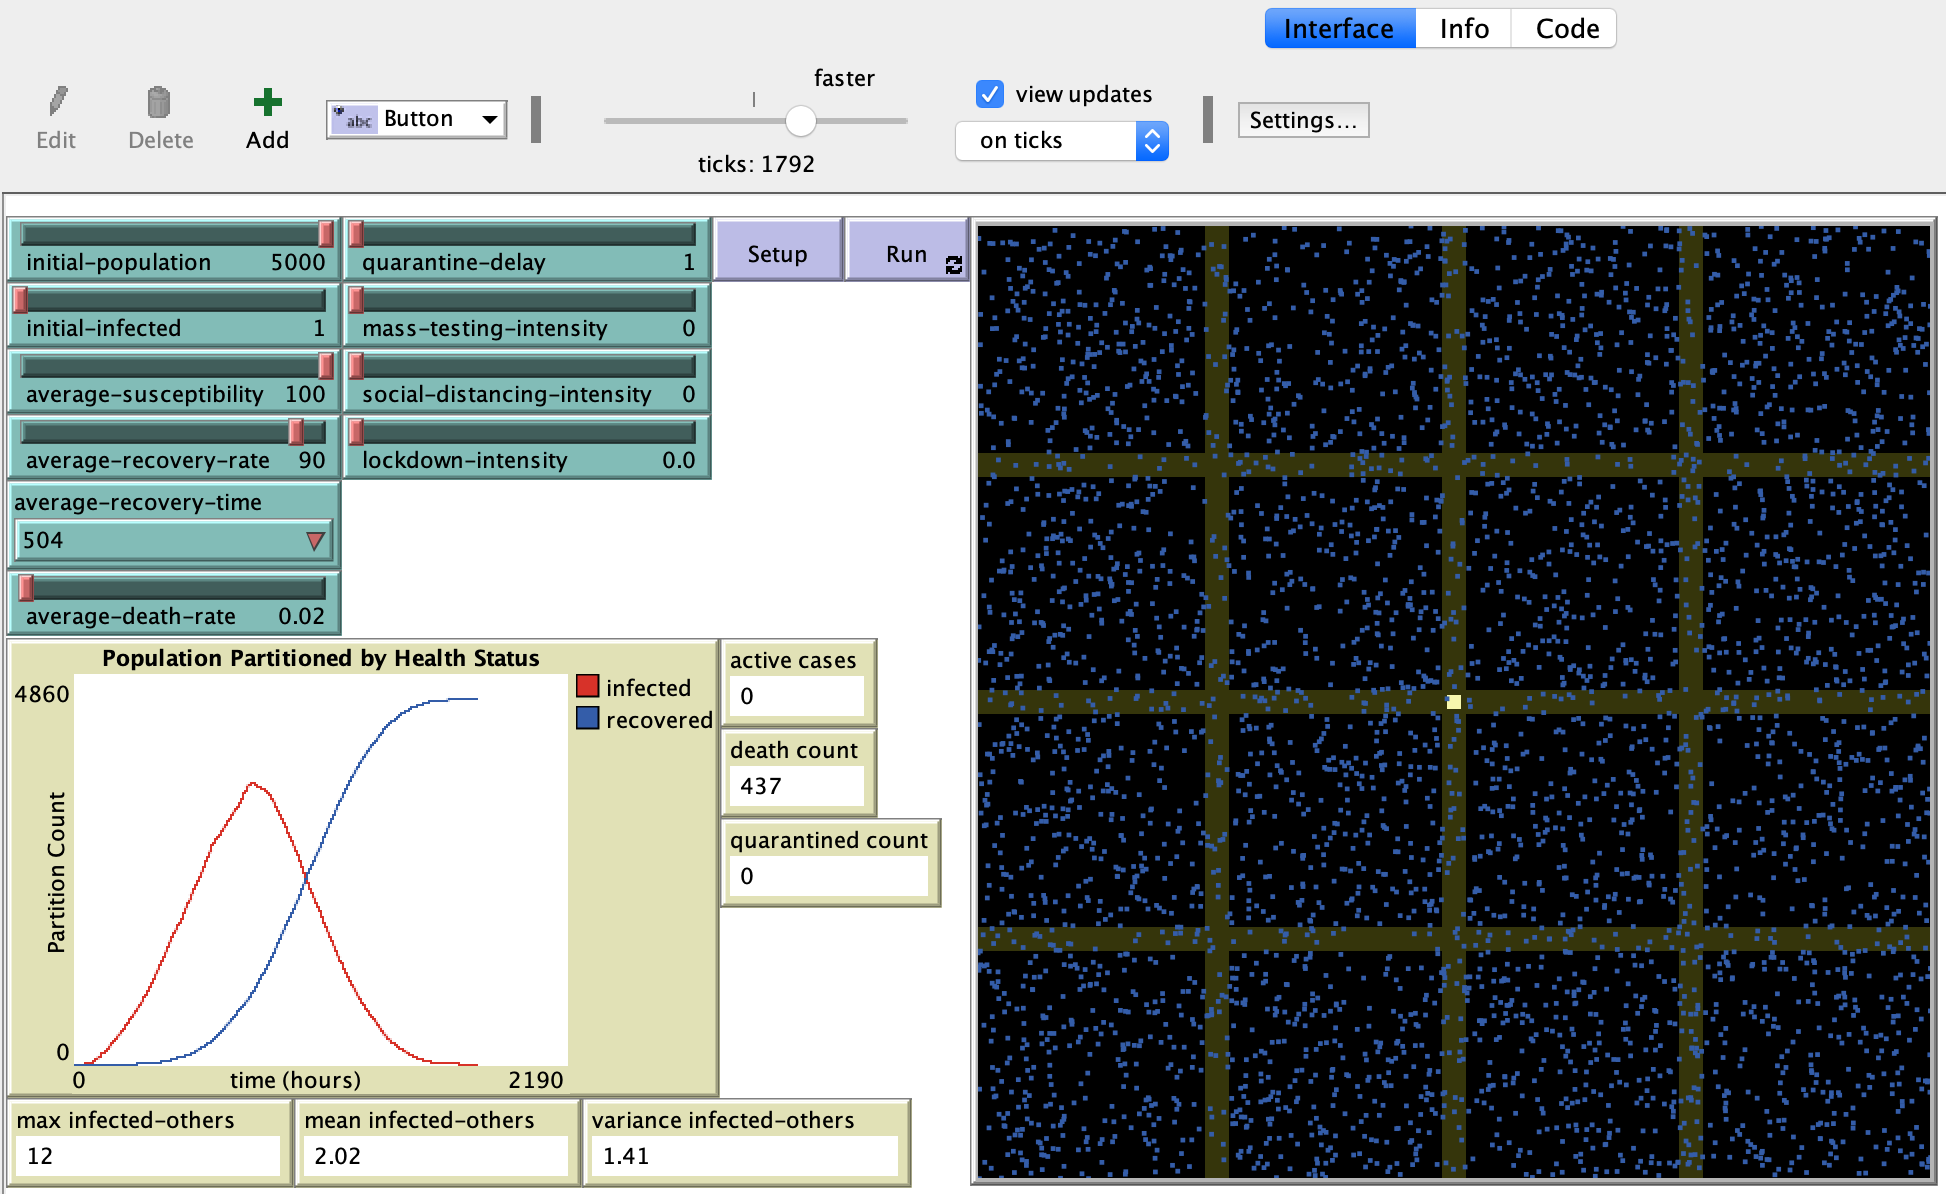 Interface Info Code
faster
view updates
Edit Delete Add abc Button on ticks Settings...
ticks: 1792
initial-population 5000
quarantine-delay 1
Setup Run
initial-infected 1
mass-testing-intensity 0
average-susceptibility 100
social-distancing-intensity 0
average-recovery-rate 90
lockdown-intensity 0.0
average-recovery-time
504
average-death-rate 0.02
Population Partitioned by Health Status
4860
Partition Count
0
0 time (hours) 2190
infected
recovered
active cases
0
death count
437
quarantined count
0
max infected-others
12
mean infected-others
2.02
variance infected-others
1.41